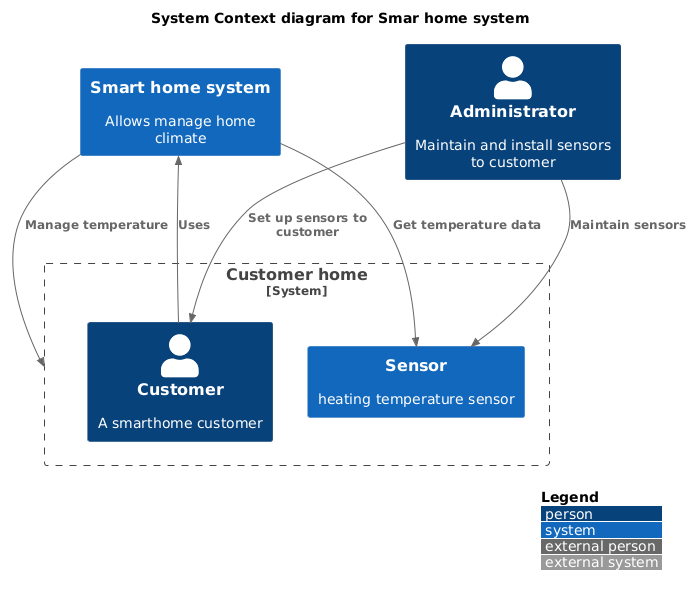 System Context diagram for Smar home system
Smart home system
Allows manage home
climate
Administrator
Maintain and install sensors
to customer
Manage temperature
Uses
Set up sensors to
customer
Get temperature data
Maintain sensors
Customer home
[System]
Customer
A smarthome customer
Sensor
heating temperature sensor
Legend
person
system
external person
external system